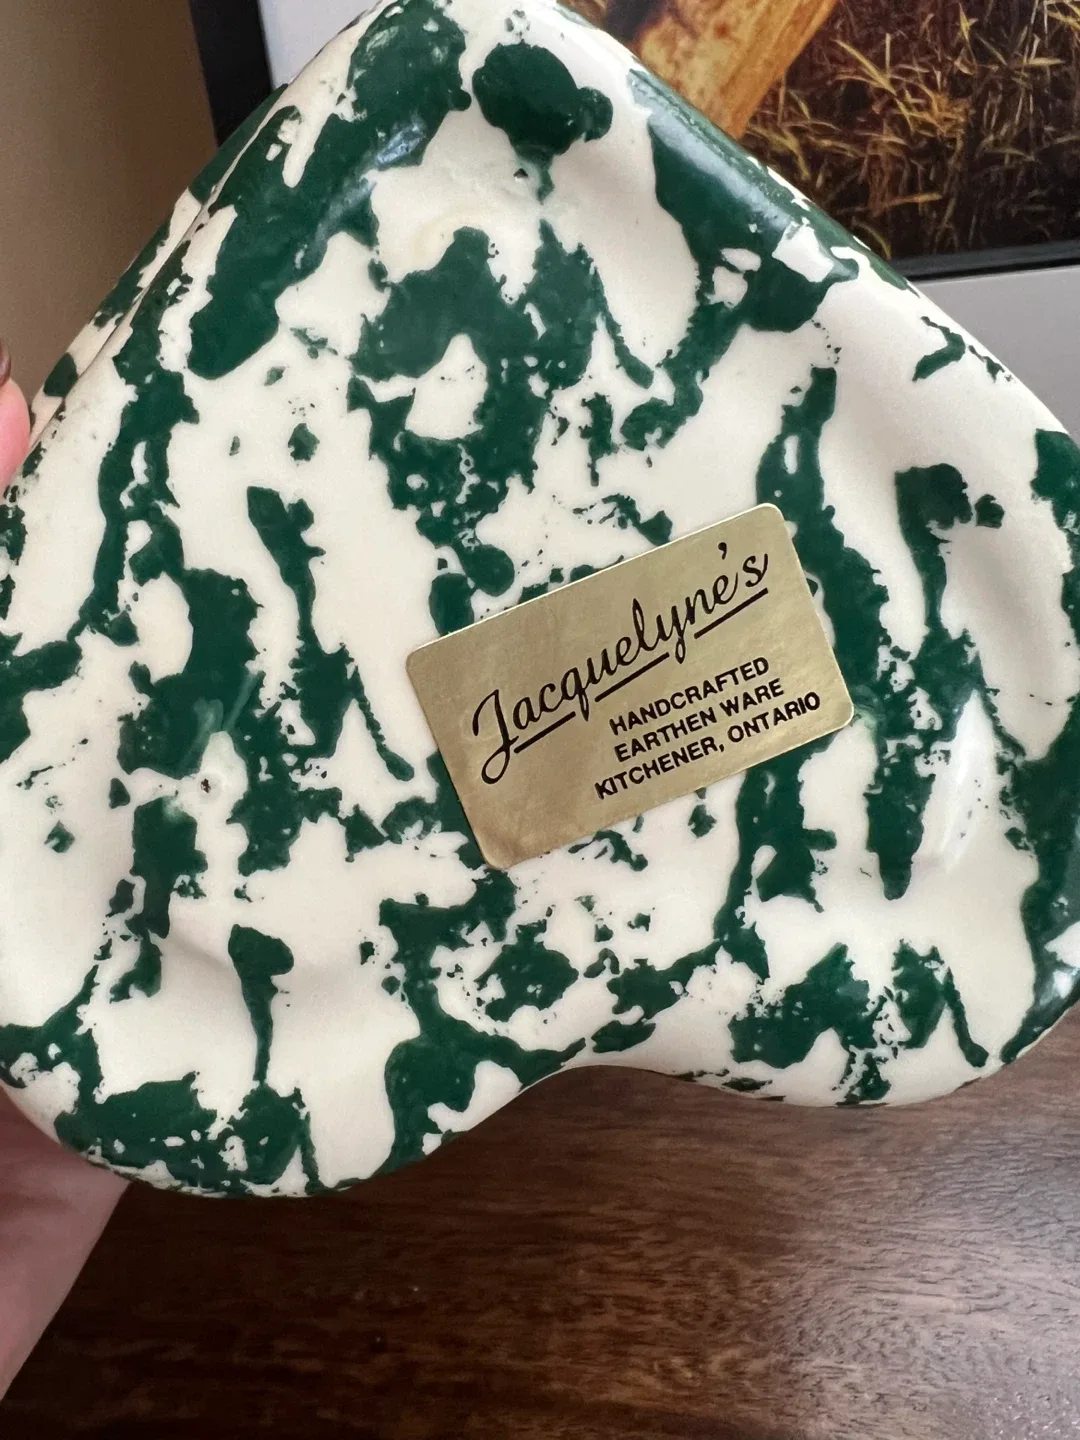 Jacquelyne's
HANDCRAFTED
EARTHEN WARE
KITCHENER, ONTARIO